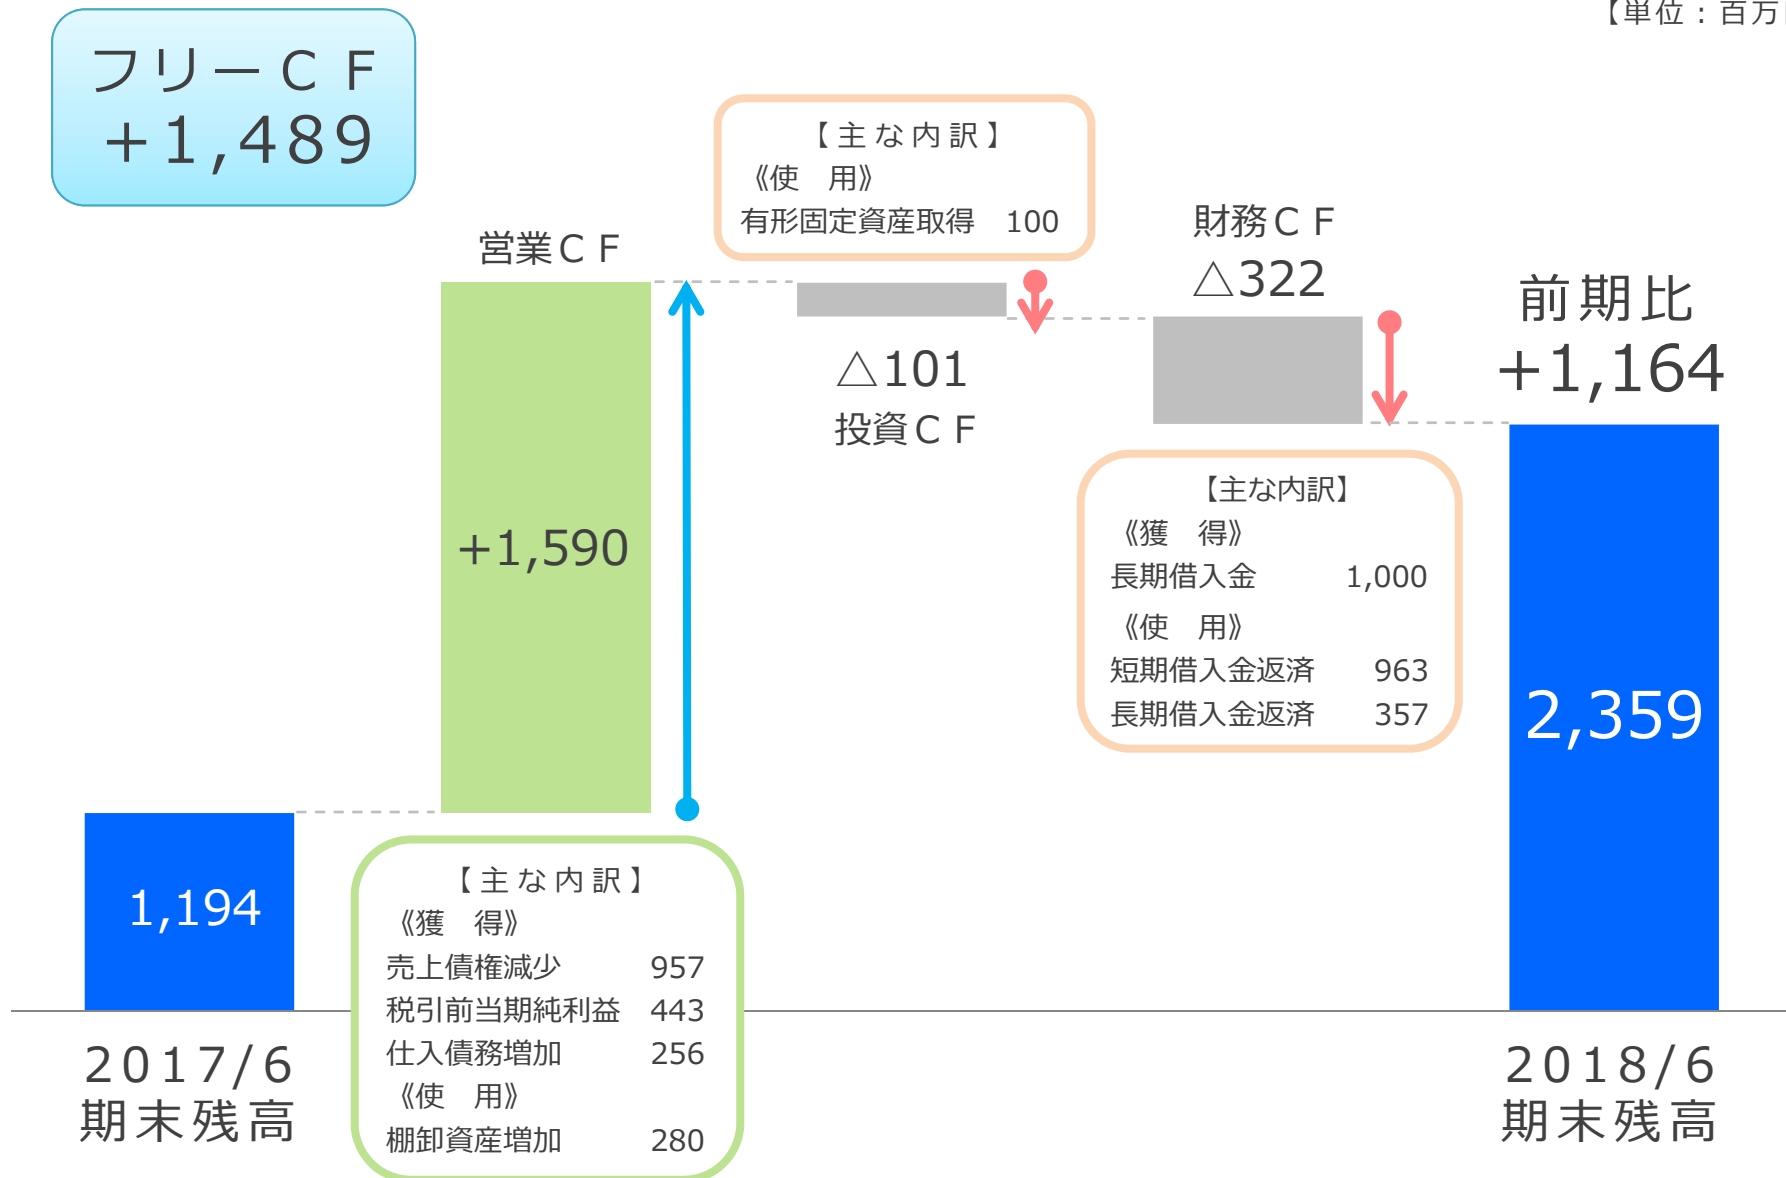 【単位：百万
フリーＣＦ
+1,489
【主な内訳】
《使　用》
有形固定資産取得　100
営業ＣＦ
財務ＣＦ
△322
前期比
+1,164
△101
投資ＣＦ
+1,590
【主な内訳】
《獲　得》
長期借入金　1,000
《使　用》
短期借入金返済　963
長期借入金返済　357
2,359
1,194
【主な内訳】
《獲　得》
売上債権減少　957
税引前当期純利益　443
仕入債務増加　256
《使　用》
棚卸資産増加　280
2017/6
期末残高
2018/6
期末残高